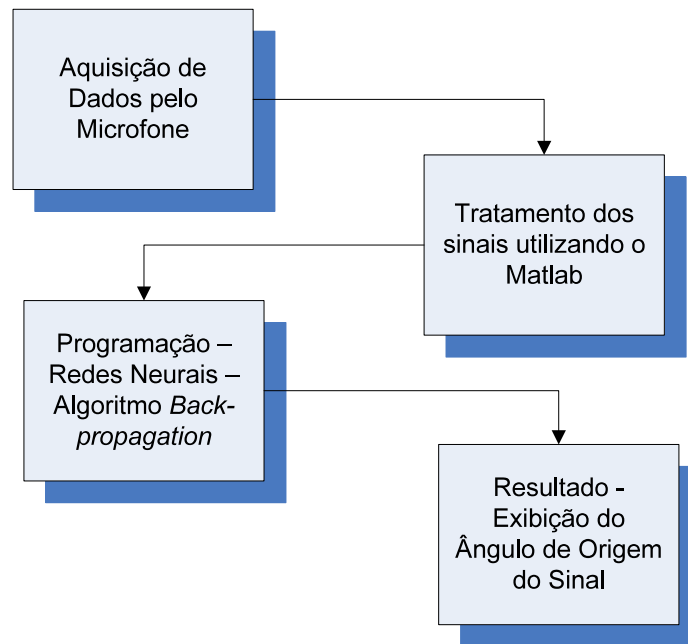 Aquisição de
Dados pelo
Microfone
Tratamento dos
sinais utilizando o
Matlab
Programação –
Redes Neurais –
Algoritmo Back-
propagation
Resultado -
Exibição do
Ângulo de Origem
do Sinal